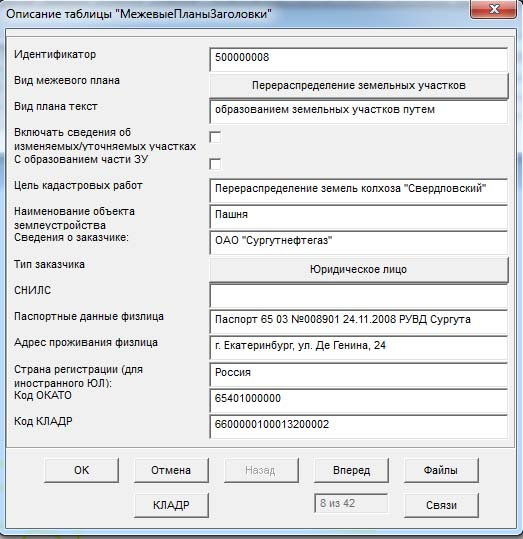 Описание таблицы "МежевыеПланыЗаголовки"
Идентификатор
500000008
Вид межевого плана
Перераспределение земельных участков
Вид плана текст
образованием земельных участков путем
Включать сведения об
изменяемых/уточняемых участках
С образованием части ЗУ
Цель кадастровых работ
Перераспределение земель колхоза "Свердловский"
Наименование объекта
землеустройства
Пашня
Сведения о заказчике:
ОАО "Сургутнефтегаз"
Тип заказчика
Юридическое лицо
СНИЛС
Паспортные данные физлица
Паспорт 65 03 №008901 24.11.2008 РУВД Сургута
Адрес проживания физлица
г. Екатеринбург, ул. Де Генина, 24
Страна регистрации (для
иностранного ЮЛ):
Россия
Код ОКАТО
65401000000
Код КЛАДР
6600000100013200002
OK
Отмена
Назад
Вперед
Файлы
КЛАДР
8 из 42
Связи